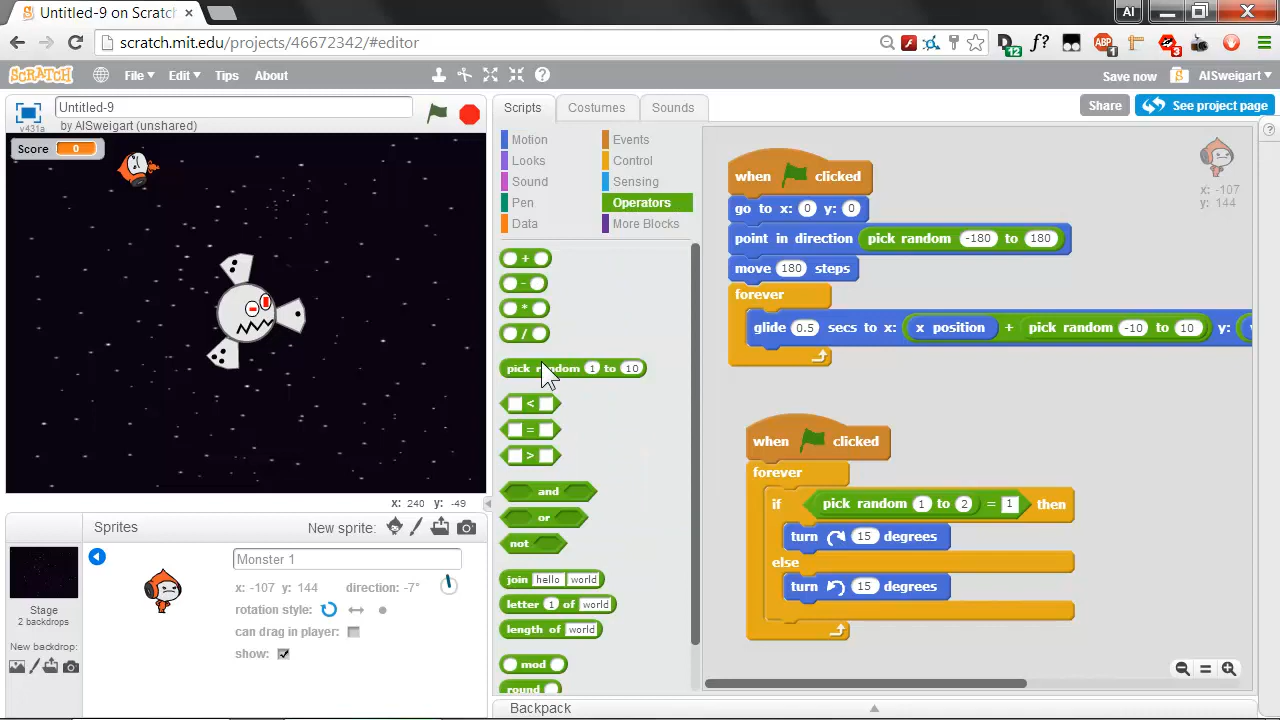 Untitled-9 on Scratch ×
AI
scratch.mit.edu/projects/46672342/#editor
12
f?
ABP
1
3
SCRATCH
File
Edit
Tips
About
Save now
AlSweigart
v431a
Untitled-9
by AlSweigart (unshared)
Scripts
Costumes
Sounds
Share
See project page
?
Score 0
Motion
Events
Looks
Control
Sound
Sensing
Pen
Operators
Data
More Blocks
+
-
*
/
pick random 1 to 10
<
=
>
and
or
not
join hello world
letter 1 of world
length of world
mod
round
when clicked
go to x: 0 y: 0
point in direction pick random -180 to 180
move 180 steps
forever
glide 0.5 secs to x: x position + pick random -10 to 10 y:
when clicked
forever
if pick random 1 to 2 = 1 then
turn 15 degrees
else
turn 15 degrees
x: -107
y: 144
x: 240 y: -49
Sprites
New sprite:
Stage
2 backdrops
New backdrop:
Monster 1
x: -107 y: 144 direction: -7°
rotation style:
can drag in player:
show:
Backpack